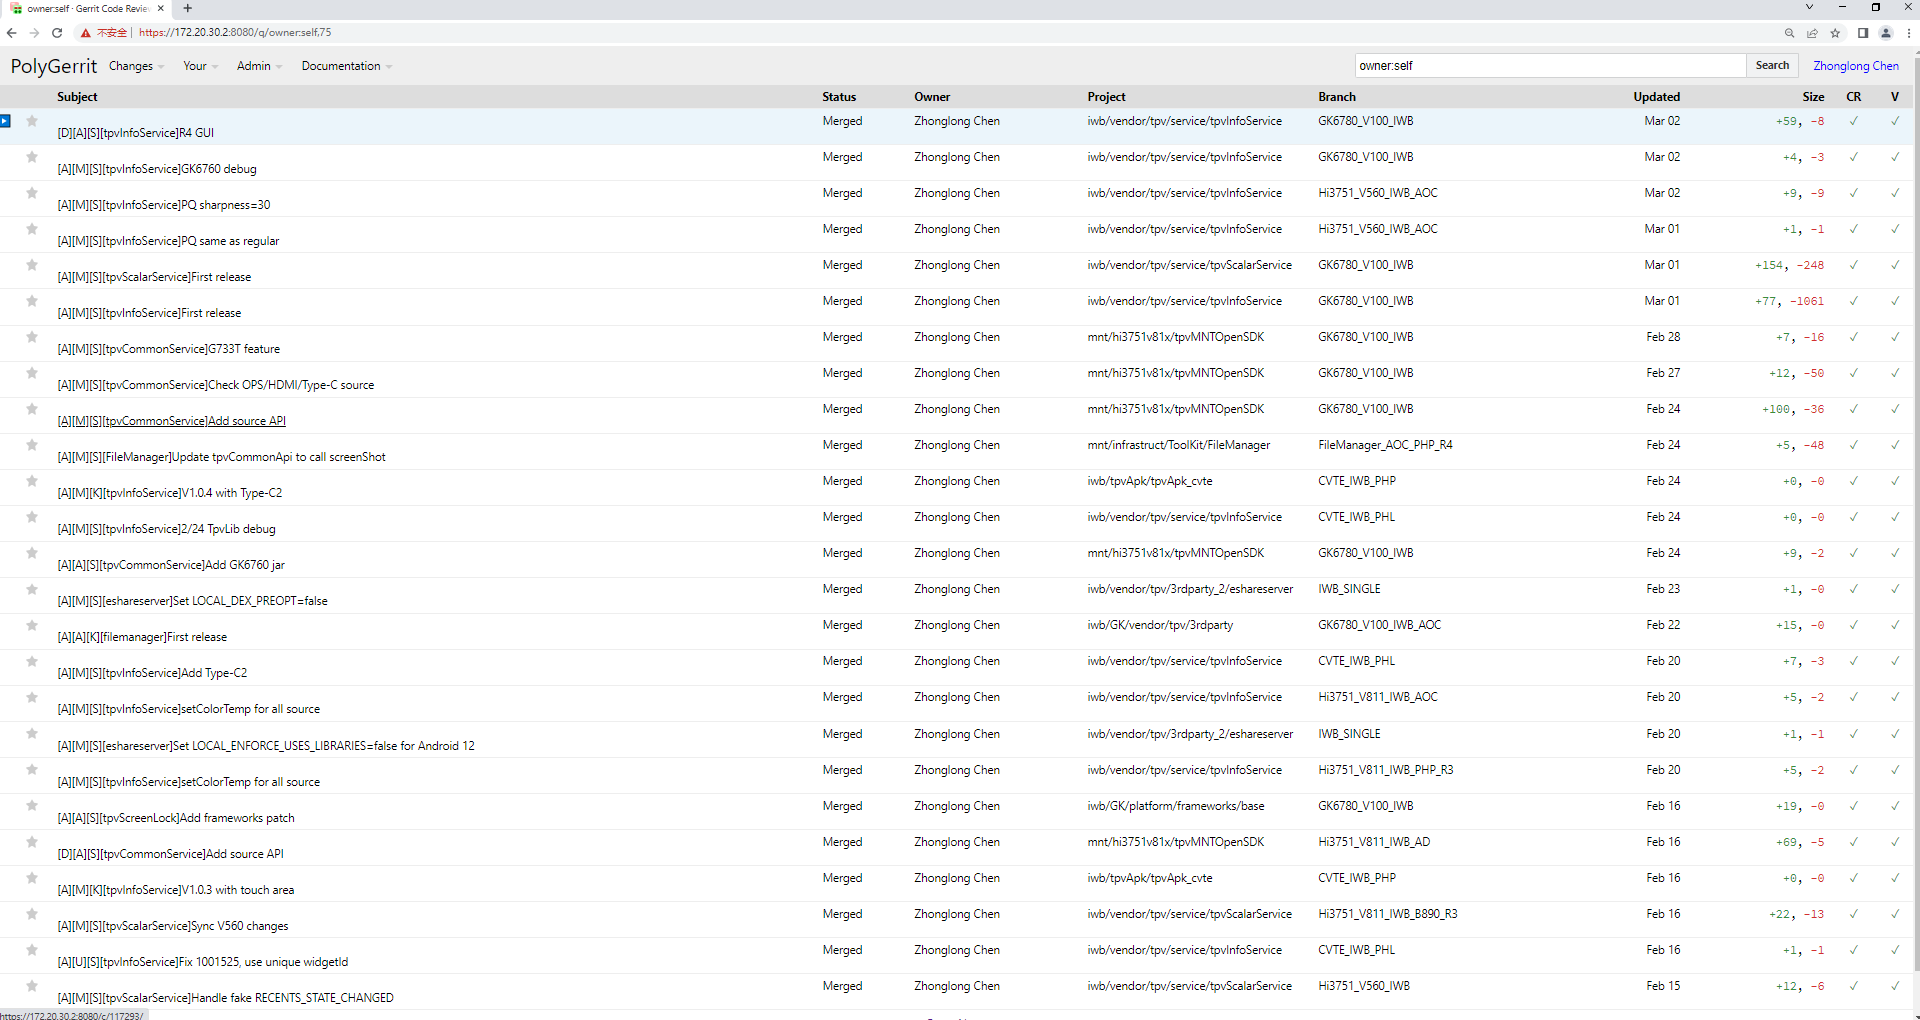 owner:self · Gerrit Code Revie
不安全 | https://172.20.30.2:8080/q/owner:self,75
PolyGerrit Changes Your Admin Documentation owner:self Search Zhonglong Chen
Subject Status Owner Project Branch Updated Size CR V
[D][A][S][tpvInfoService]R4 GUI Merged Zhonglong Chen iwb/vendor/tpv/service/tpvInfoService GK6780_V100_IWB Mar 02 +59, -8 ✓ ✓
[A][M][S][tpvInfoService]GK6760 debug Merged Zhonglong Chen iwb/vendor/tpv/service/tpvInfoService GK6780_V100_IWB Mar 02 +4, -3 ✓ ✓
[A][M][S][tpvInfoService]PQ sharpness=30 Merged Zhonglong Chen iwb/vendor/tpv/service/tpvInfoService Hi3751_V560_IWB_AOC Mar 02 +9, -9 ✓ ✓
[A][M][S][tpvInfoService]PQ same as regular Merged Zhonglong Chen iwb/vendor/tpv/service/tpvInfoService Hi3751_V560_IWB_AOC Mar 01 +1, -1 ✓ ✓
[A][M][S][tpvScalarService]First release Merged Zhonglong Chen iwb/vendor/tpv/service/tpvScalarService GK6780_V100_IWB Mar 01 +154, -248 ✓ ✓
[A][M][S][tpvInfoService]First release Merged Zhonglong Chen iwb/vendor/tpv/service/tpvInfoService GK6780_V100_IWB Mar 01 +77, -1061 ✓ ✓
[A][M][S][tpvCommonService]G733T feature Merged Zhonglong Chen mnt/hi3751v81x/tpvMNTOpenSDK GK6780_V100_IWB Feb 28 +7, -16 ✓ ✓
[A][M][S][tpvCommonService]Check OPS/HDMI/Type-C source Merged Zhonglong Chen mnt/hi3751v81x/tpvMNTOpenSDK GK6780_V100_IWB Feb 27 +12, -50 ✓ ✓
[A][M][S][tpvCommonService]Add source API Merged Zhonglong Chen mnt/hi3751v81x/tpvMNTOpenSDK GK6780_V100_IWB Feb 24 +100, -36 ✓ ✓
[A][M][S][FileManager]Update tpvCommonApi to call screenShot Merged Zhonglong Chen mnt/infrastruct/ToolKit/FileManager FileManager_AOC_PHP_R4 Feb 24 +5, -48 ✓ ✓
[A][M][K][tpvInfoService]V1.0.4 with Type-C2 Merged Zhonglong Chen iwb/tpvApk/tpvApk_cvte CVTE_IWB_PHP Feb 24 +0, -0 ✓ ✓
[A][M][S][tpvInfoService]2/24 TpvLib debug Merged Zhonglong Chen iwb/vendor/tpv/service/tpvInfoService CVTE_IWB_PHL Feb 24 +0, -0 ✓ ✓
[A][A][S][tpvCommonService]Add GK6760 jar Merged Zhonglong Chen mnt/hi3751v81x/tpvMNTOpenSDK GK6780_V100_IWB Feb 24 +9, -2 ✓ ✓
[A][M][S][eshareserver]Set LOCAL_DEX_PREOPT=false Merged Zhonglong Chen iwb/vendor/tpv/3rdparty_2/eshareserver IWB_SINGLE Feb 23 +1, -0 ✓ ✓
[A][A][K][filemanager]First release Merged Zhonglong Chen iwb/GK/vendor/tpv/3rdparty GK6780_V100_IWB_AOC Feb 22 +15, -0 ✓ ✓
[A][M][S][tpvInfoService]Add Type-C2 Merged Zhonglong Chen iwb/vendor/tpv/service/tpvInfoService CVTE_IWB_PHL Feb 20 +7, -3 ✓ ✓
[A][M][S][tpvInfoService]setColorTemp for all source Merged Zhonglong Chen iwb/vendor/tpv/service/tpvInfoService Hi3751_V811_IWB_AOC Feb 20 +5, -2 ✓ ✓
[A][M][S][eshareserver]Set LOCAL_ENFORCE_USES_LIBRARIES=false for Android 12 Merged Zhonglong Chen iwb/vendor/tpv/3rdparty_2/eshareserver IWB_SINGLE Feb 20 +1, -1 ✓ ✓
[A][M][S][tpvInfoService]setColorTemp for all source Merged Zhonglong Chen iwb/vendor/tpv/service/tpvInfoService Hi3751_V811_IWB_PHP_R3 Feb 20 +5, -2 ✓ ✓
[A][A][S][tpvScreenLock]Add frameworks patch Merged Zhonglong Chen iwb/GK/platform/frameworks/base GK6780_V100_IWB Feb 16 +19, -0 ✓ ✓
[D][A][S][tpvCommonService]Add source API Merged Zhonglong Chen mnt/hi3751v81x/tpvMNTOpenSDK Hi3751_V811_IWB_AD Feb 16 +69, -5 ✓ ✓
[A][M][K][tpvInfoService]V1.0.3 with touch area Merged Zhonglong Chen iwb/tpvApk/tpvApk_cvte CVTE_IWB_PHP Feb 16 +0, -0 ✓ ✓
[A][M][S][tpvScalarService]Sync V560 changes Merged Zhonglong Chen iwb/vendor/tpv/service/tpvScalarService Hi3751_V811_IWB_B890_R3 Feb 16 +22, -13 ✓ ✓
[A][U][S][tpvInfoService]Fix 1001525, use unique widgetId Merged Zhonglong Chen iwb/vendor/tpv/service/tpvInfoService CVTE_IWB_PHL Feb 16 +1, -1 ✓ ✓
[A][M][S][tpvScalarService]Handle fake RECENTS_STATE_CHANGED Merged Zhonglong Chen iwb/vendor/tpv/service/tpvScalarService Hi3751_V560_IWB Feb 15 +12, -6 ✓ ✓
https://172.20.30.2:8080/c/117293/